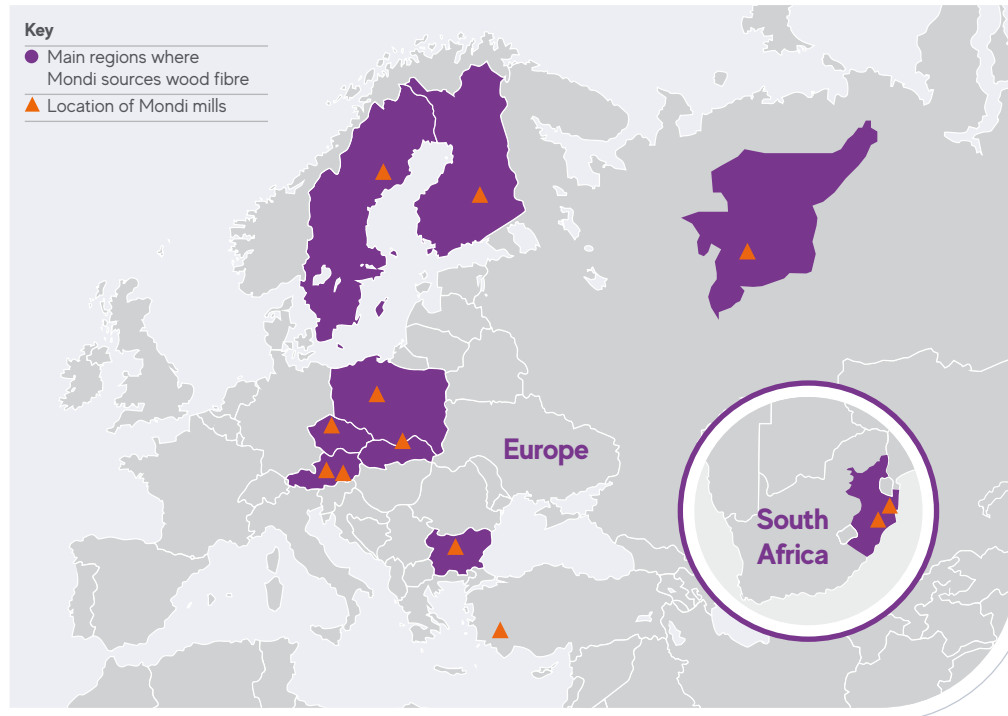 Key
Main regions where
Mondi sources wood fibre
Location of Mondi mills
Europe
South
Africa